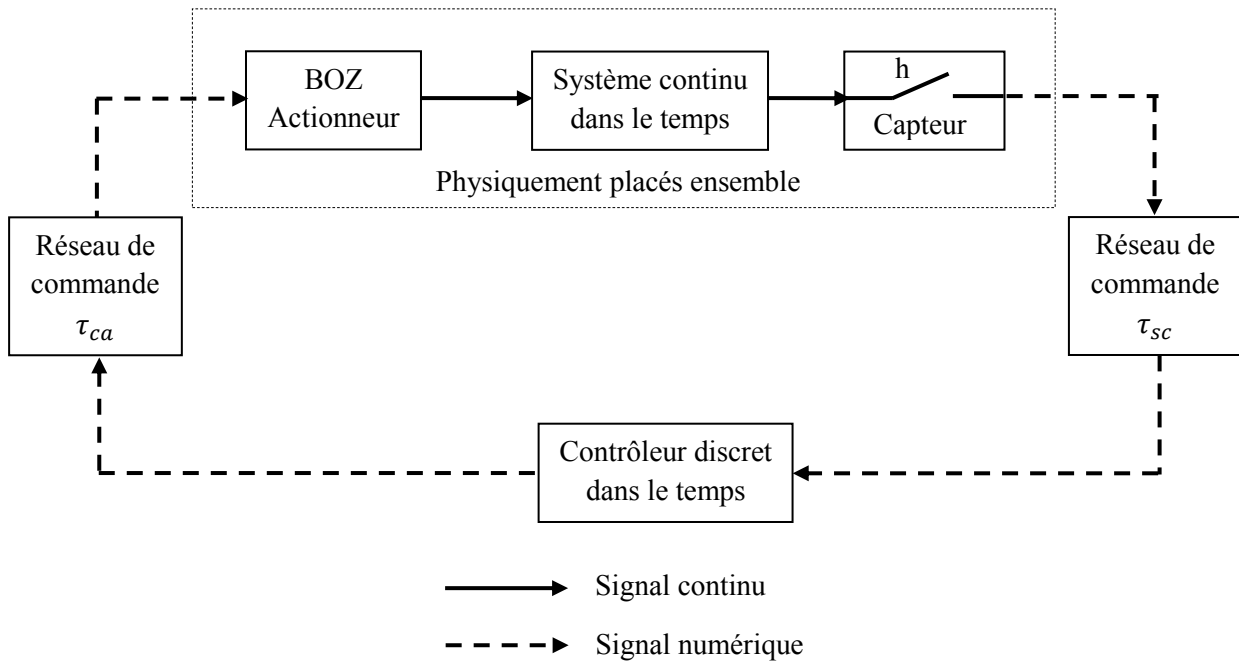 BOZ
Actionneur
Système continu
dans le temps
h
Capteur
Physiquement placés ensemble
Réseau de
commande
τ_ca
Réseau de
commande
τ_sc
Contrôleur discret
dans le temps
Signal continu
Signal numérique